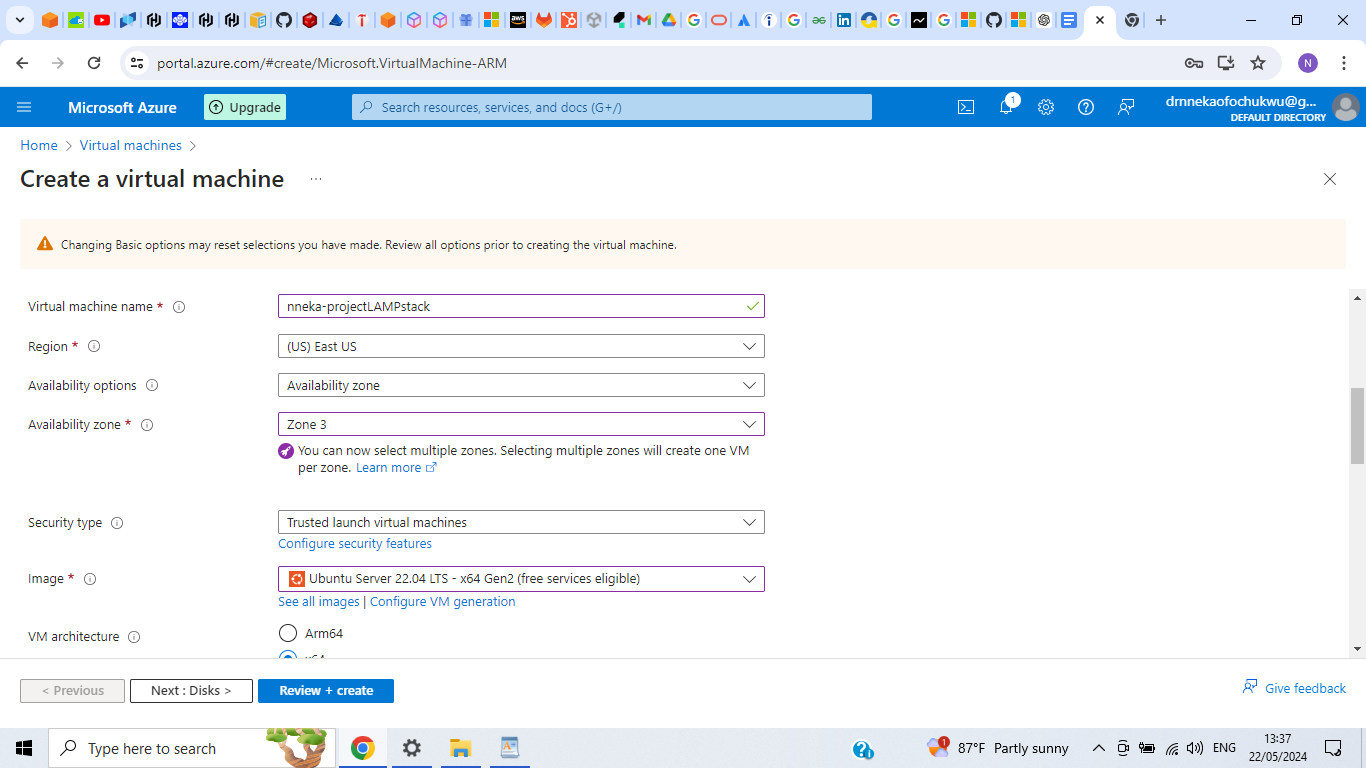 portal.azure.com/#create/Microsoft.VirtualMachine-ARM
N
Microsoft Azure
Upgrade
Search resources, services, and docs (G+/)
1
drnnekaofochukwu@g...
DEFAULT DIRECTORY
Home > Virtual machines >
Create a virtual machine ...
Changing Basic options may reset selections you have made. Review all options prior to creating the virtual machine.
Virtual machine name *
nneka-projectLAMPstack
Region *
(US) East US
Availability options
Availability zone
Availability zone *
Zone 3
You can now select multiple zones. Selecting multiple zones will create one VM
per zone. Learn more
Security type
Trusted launch virtual machines
Configure security features
Image *
Ubuntu Server 22.04 LTS - x64 Gen2 (free services eligible)
See all images | Configure VM generation
VM architecture
Arm64
x64
< Previous
Next : Disks >
Review + create
Give feedback
Type here to search
1
87°F Partly sunny
ENG
13:37
22/05/2024